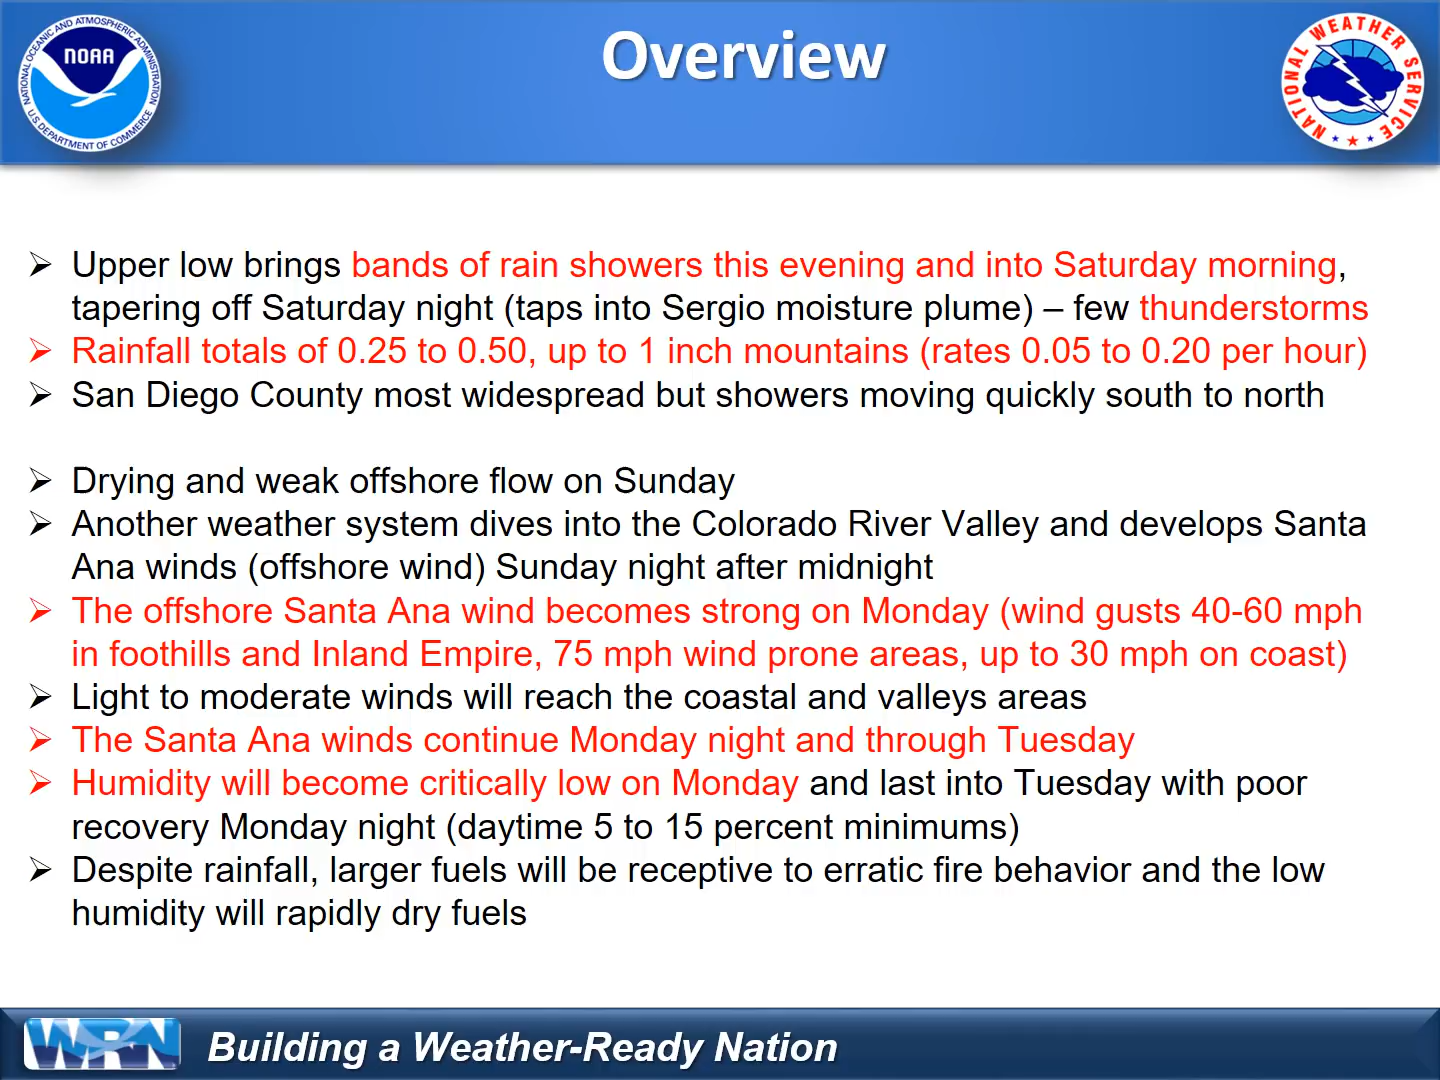 Overview
NATIONAL OCEANIC AND ATMOSPHERIC ADMINISTRATION
NOAA
U.S. DEPARTMENT OF COMMERCE
NATIONAL WEATHER SERVICE
➢ Upper low brings bands of rain showers this evening and into Saturday morning,
tapering off Saturday night (taps into Sergio moisture plume) – few thunderstorms
➢ Rainfall totals of 0.25 to 0.50, up to 1 inch mountains (rates 0.05 to 0.20 per hour)
➢ San Diego County most widespread but showers moving quickly south to north
➢ Drying and weak offshore flow on Sunday
➢ Another weather system dives into the Colorado River Valley and develops Santa
Ana winds (offshore wind) Sunday night after midnight
➢ The offshore Santa Ana wind becomes strong on Monday (wind gusts 40-60 mph
in foothills and Inland Empire, 75 mph wind prone areas, up to 30 mph on coast)
➢ Light to moderate winds will reach the coastal and valleys areas
➢ The Santa Ana winds continue Monday night and through Tuesday
➢ Humidity will become critically low on Monday and last into Tuesday with poor
recovery Monday night (daytime 5 to 15 percent minimums)
➢ Despite rainfall, larger fuels will be receptive to erratic fire behavior and the low
humidity will rapidly dry fuels
WRN
Building a Weather-Ready Nation